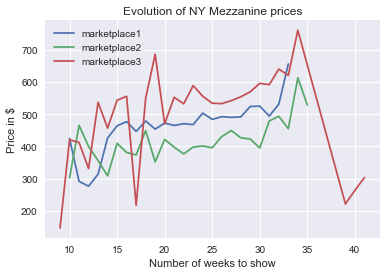 Evolution of NY Mezzanine prices
marketplace1
marketplace2
marketplace3
Price in $
700
600
500
400
300
200
10 15 20 25 30 35 40
Number of weeks to show